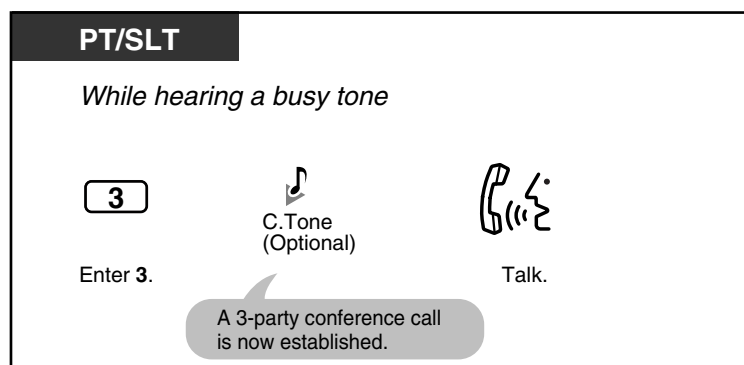 PT/SLT
While hearing a busy tone
3
C.Tone
(Optional)
Enter 3.
Talk.
A 3-party conference call
is now established.